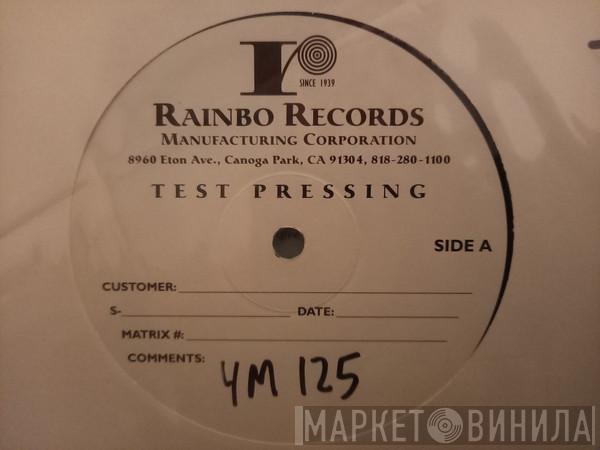 r
SINCE 1939
RAINBO RECORDS
MANUFACTURING CORPORATION
8960 Eton Ave., Canoga Park, CA 91304, 818-280-1100
TEST PRESSING
SIDE A
CUSTOMER:
S- DATE:
MATRIX #:
COMMENTS: YM 125
МАРКЕТ ВИНИЛА